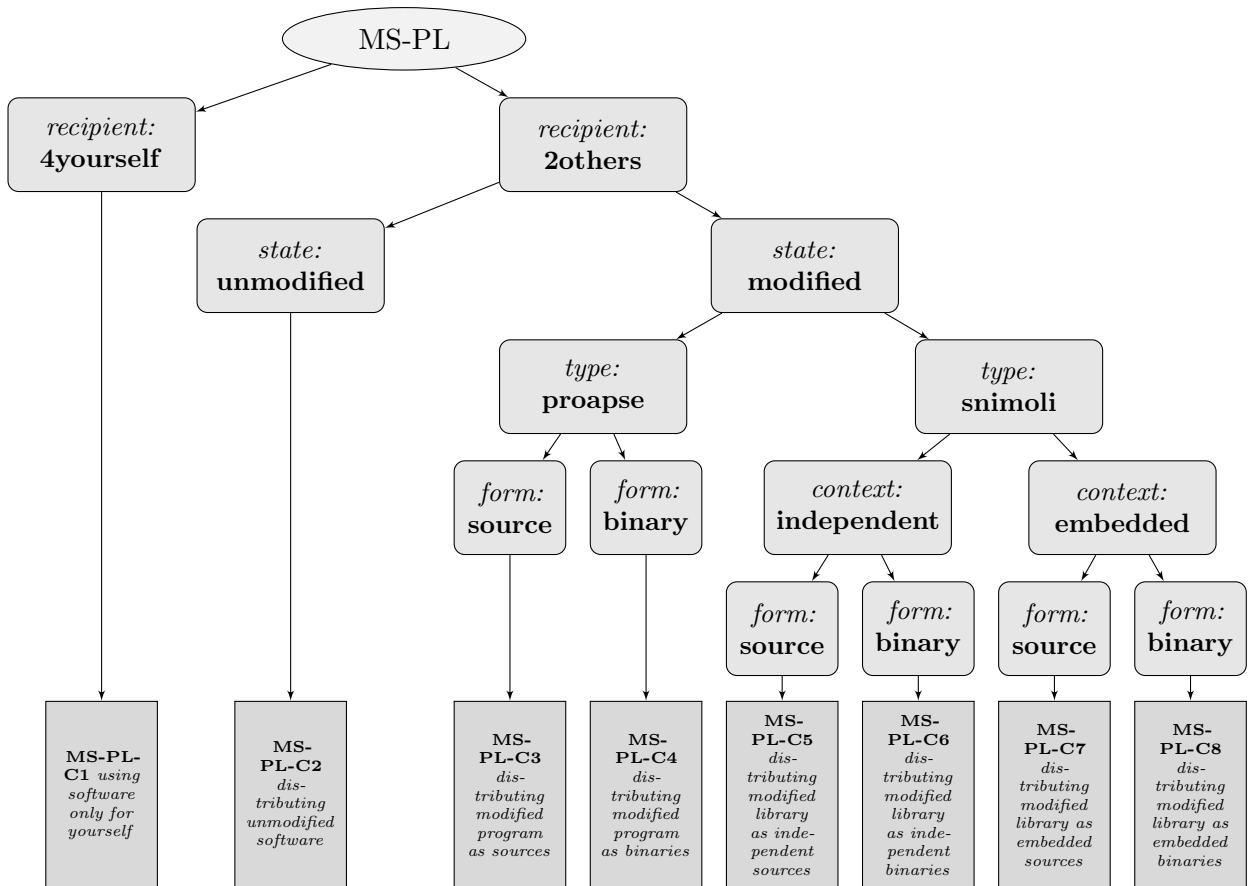 MS-PL
recipient:
4yourself
recipient:
2others
state:
unmodified
state:
modified
type:
proapse
type:
snimoli
form:
source
form:
binary
context:
independent
context:
embedded
form:
source
form:
binary
form:
source
form:
binary
MS-PL-
C1 using
software
only for
yourself
MS-
PL-C2
dis-
tributing
unmodified
software
MS-
PL-C3
dis-
tributing
modified
program
as sources
MS-
PL-C4
dis-
tributing
modified
program
as binaries
MS-
PL-C5
dis-
tributing
modified
library
as inde-
pendent
sources
MS-
PL-C6
dis-
tributing
modified
library
as inde-
pendent
binaries
MS-
PL-C7
dis-
tributing
modified
library as
embedded
sources
MS-
PL-C8
dis-
tributing
modified
library as
embedded
binaries